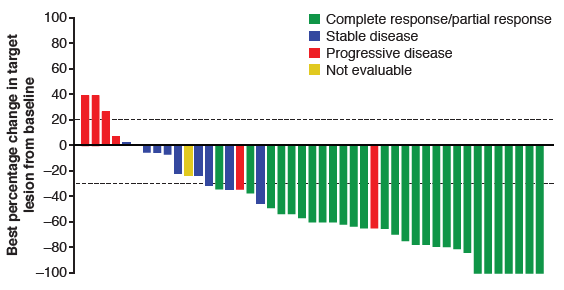 Complete response/partial response
Stable disease
Progressive disease
Not evaluable
Best percentage change in target
lesion from baseline
100
80
60
40
20
0
−20
−40
−60
−80
−100